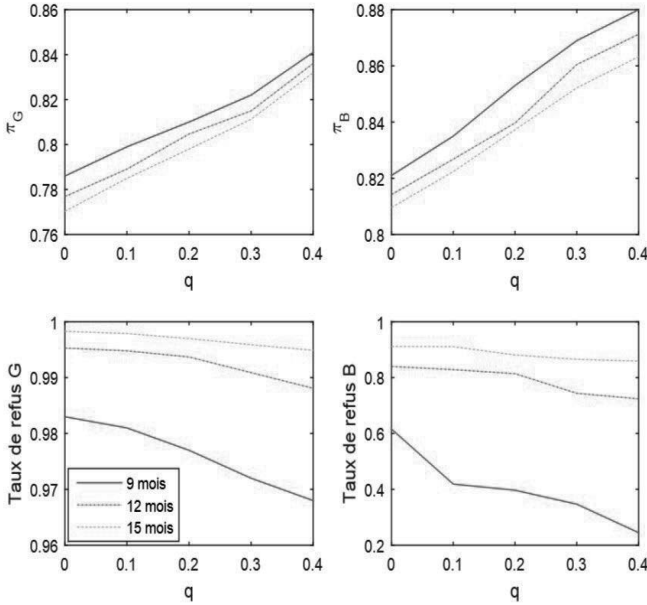 0.86
0.84
0.82
0.8
0.78
0.76
π_G
0 0.1 0.2 0.3 0.4
q
0.88
0.86
0.84
0.82
0.8
π_B
0 0.1 0.2 0.3 0.4
q
1
0.99
0.98
0.97
0.96
Taux de refus G
9 mois
12 mois
15 mois
0 0.1 0.2 0.3 0.4
q
1
0.8
0.6
0.4
0.2
Taux de refus B
0 0.1 0.2 0.3 0.4
q